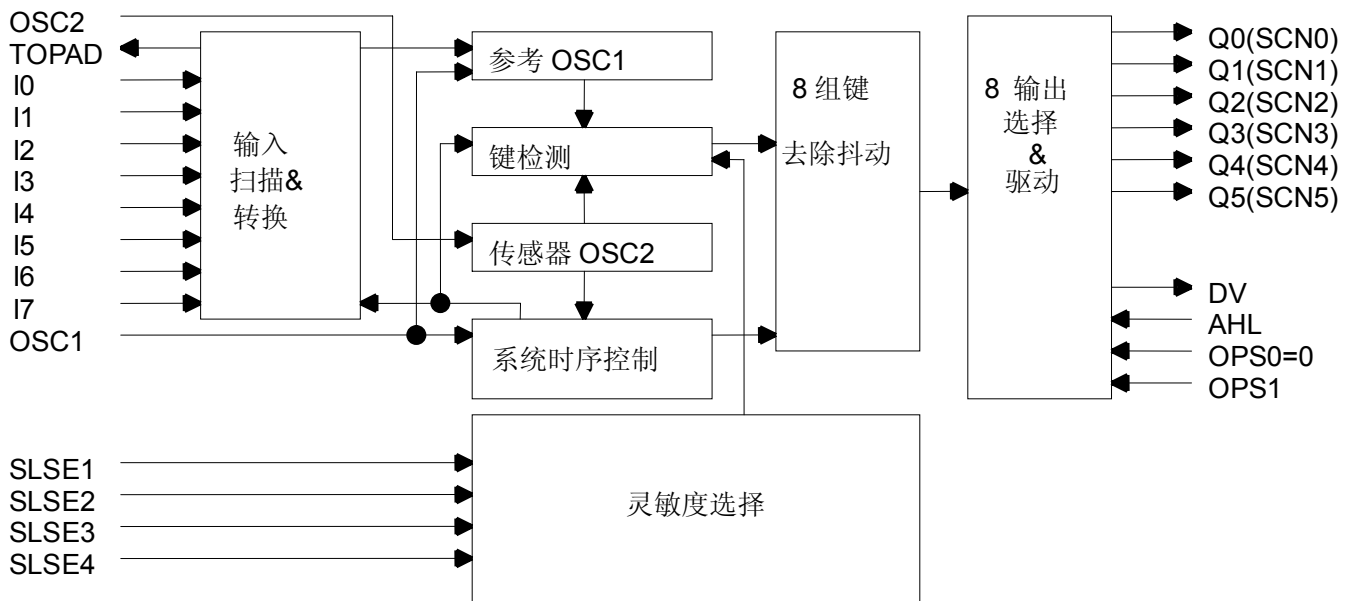 OSC2
TOPAD
I0
I1
I2
I3
I4
I5
I6
I7
OSC1
SLSE1
SLSE2
SLSE3
SLSE4
输入
扫描&
转换
参考 OSC1
键检测
传感器 OSC2
系统时序控制
灵敏度选择
8 组键
去除抖动
8 输出
选择
&
驱动
Q0(SCN0)
Q1(SCN1)
Q2(SCN2)
Q3(SCN3)
Q4(SCN4)
Q5(SCN5)
DV
AHL
OPS0=0
OPS1